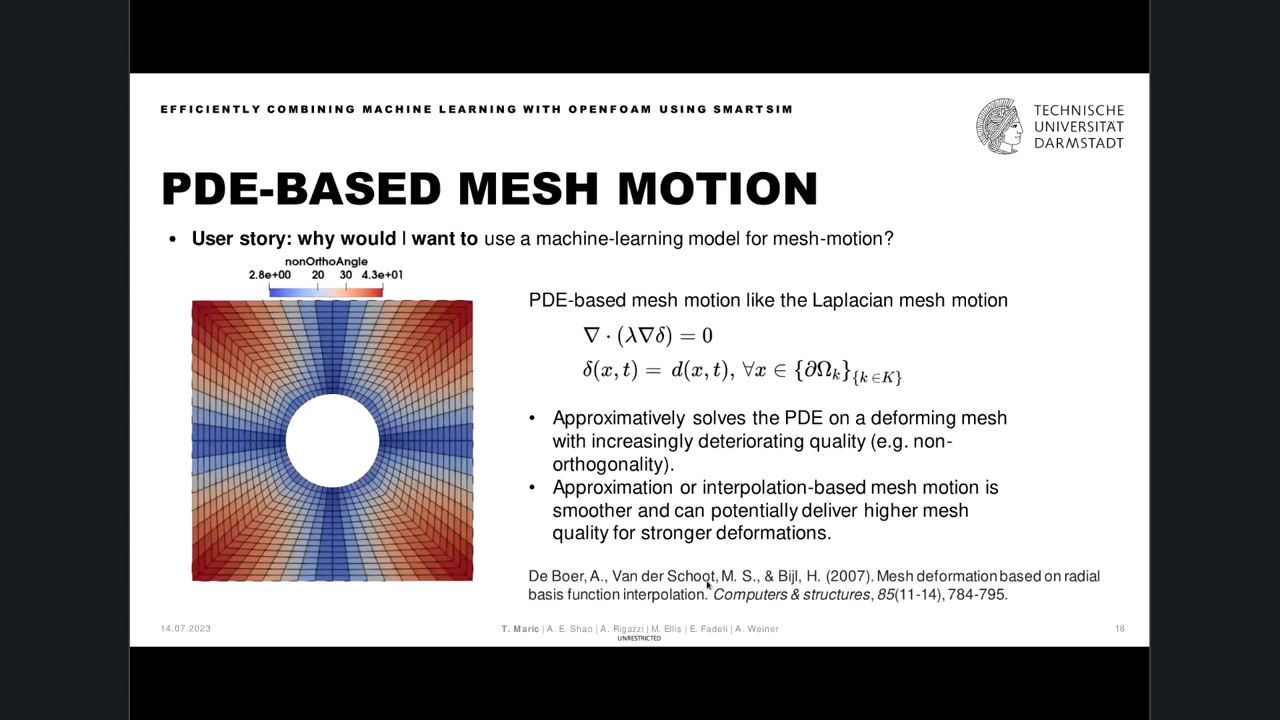 EFFICIENTLY COMBINING MACHINE LEARNING WITH OPENFOAM USING SMARTSIM
TECHNISCHE
UNIVERSITÄT
DARMSTADT
PDE-BASED MESH MOTION
• User story: why would I want to use a machine-learning model for mesh-motion?
nonOrthoAngle
2.8e+00 20 30 4.3e+01
PDE-based mesh motion like the Laplacian mesh motion
∇ · (λ∇δ) = 0
δ(x, t) = d(x, t), ∀x ∈ {∂Ω_k}_{k ∈ K}
• Approximatively solves the PDE on a deforming mesh
with increasingly deteriorating quality (e.g. non-
orthogonality).
• Approximation or interpolation-based mesh motion is
smoother and can potentially deliver higher mesh
quality for stronger deformations.
De Boer, A., Van der Schoot, M. S., & Bijl, H. (2007). Mesh deformation based on radial
basis function interpolation. Computers & structures, 85(11-14), 784-795.
14.07.2023
T. Maric | A. E. Shao | A. Rigazzi | M. Ellis | E. Fadeli | A. Weiner
18
UNRESTRICTED